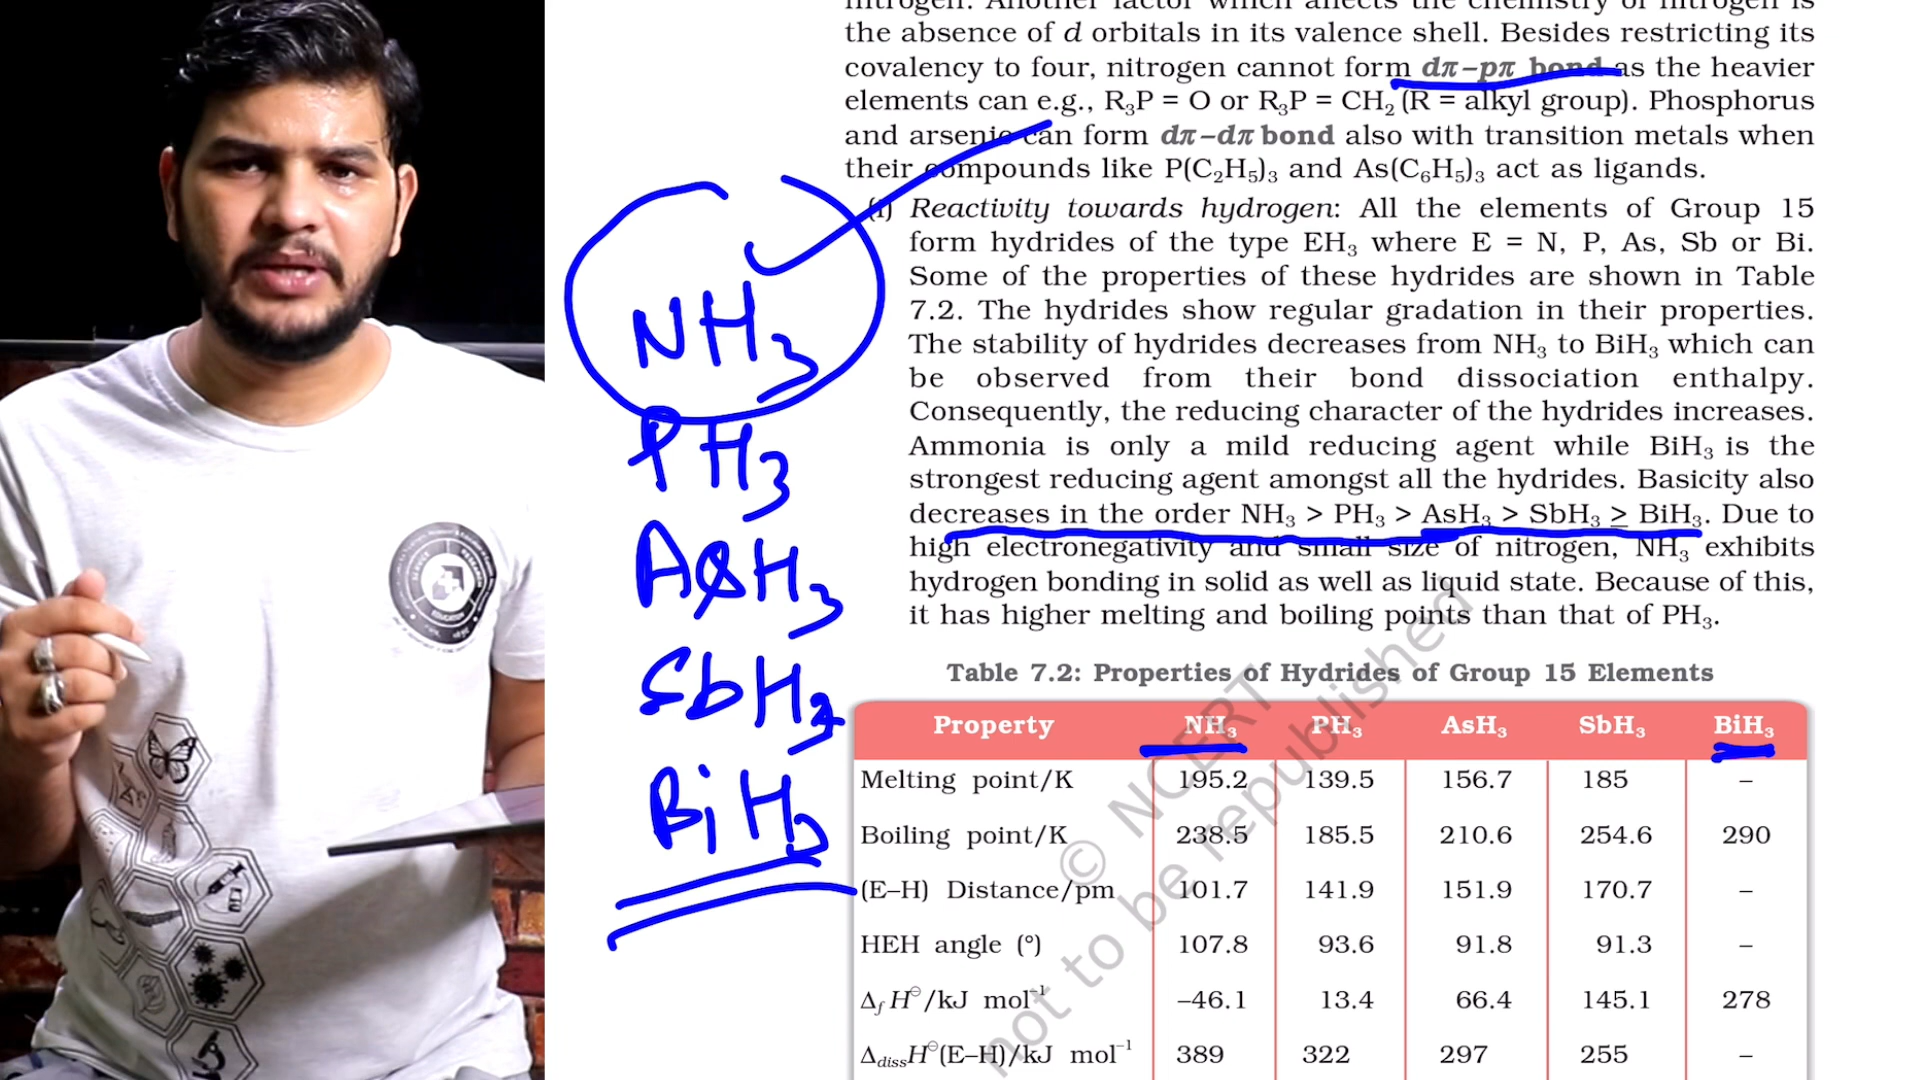 nitrogen. Another factor which affects the chemistry of nitrogen is
the absence of d orbitals in its valence shell. Besides restricting its
covalency to four, nitrogen cannot form dπ–pπ bond as the heavier
elements can e.g., R₃P = O or R₃P = CH₂ (R = alkyl group). Phosphorus
and arsenic can form dπ–dπ bond also with transition metals when
their compounds like P(C₂H₅)₃ and As(C₆H₅)₃ act as ligands.
(i) Reactivity towards hydrogen: All the elements of Group 15
form hydrides of the type EH₃ where E = N, P, As, Sb or Bi.
Some of the properties of these hydrides are shown in Table
7.2. The hydrides show regular gradation in their properties.
The stability of hydrides decreases from NH₃ to BiH₃ which can
be observed from their bond dissociation enthalpy.
Consequently, the reducing character of the hydrides increases.
Ammonia is only a mild reducing agent while BiH₃ is the
strongest reducing agent amongst all the hydrides. Basicity also
decreases in the order NH₃ > PH₃ > AsH₃ > SbH₃ ≥ BiH₃. Due to
high electronegativity and small size of nitrogen, NH₃ exhibits
hydrogen bonding in solid as well as liquid state. Because of this,
it has higher melting and boiling points than that of PH₃.
NH₃
PH₃
AsH₃
SbH₃
BiH₃
Table 7.2: Properties of Hydrides of Group 15 Elements
Property NH₃ PH₃ AsH₃ SbH₃ BiH₃
Melting point/K 195.2 139.5 156.7 185 –
Boiling point/K 238.5 185.5 210.6 254.6 290
(E–H) Distance/pm 101.7 141.9 151.9 170.7 –
HEH angle (°) 107.8 93.6 91.8 91.3 –
Δf H⊖/kJ mol⁻¹ –46.1 13.4 66.4 145.1 278
Δdiss H⊖(E–H)/kJ mol⁻¹ 389 322 297 255 –
© NCERT
not to be republished